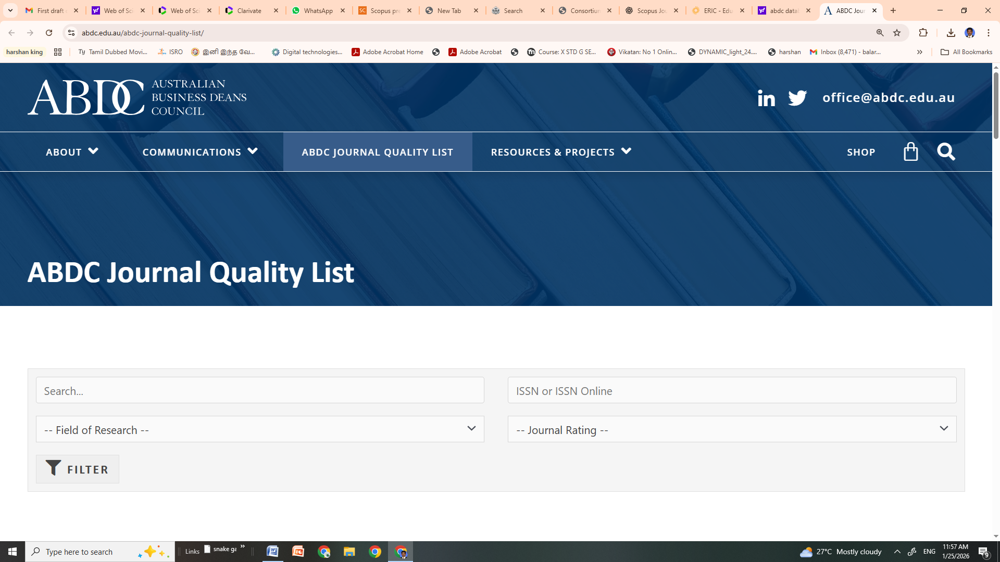 First draft
Web of Sci
Web of Sci
Clarivate
WhatsApp
Scopus pre
New Tab
Search
Consortium
Scopus Jou
ERIC - Edu
abdc data
ABDC Jour
abdc.edu.au/abdc-journal-quality-list/
harshan king
Tamil Dubbed Movi...
ISRO
இனி இந்த வே...
Digital technologies...
Adobe Acrobat Home
Adobe Acrobat
Course: X STD G SE...
Vikatan: No 1 Onlin...
DYNAMIC_light_24....
harshan
Inbox (8,471) - balar...
All Bookmarks
ABDC
AUSTRALIAN
BUSINESS DEANS
COUNCIL
office@abdc.edu.au
ABOUT
COMMUNICATIONS
ABDC JOURNAL QUALITY LIST
RESOURCES & PROJECTS
SHOP
ABDC Journal Quality List
Search...
ISSN or ISSN Online
-- Field of Research --
-- Journal Rating --
FILTER
Type here to search
Links
snake ga
27°C Mostly cloudy
ENG
11:57 AM
1/25/2026
9